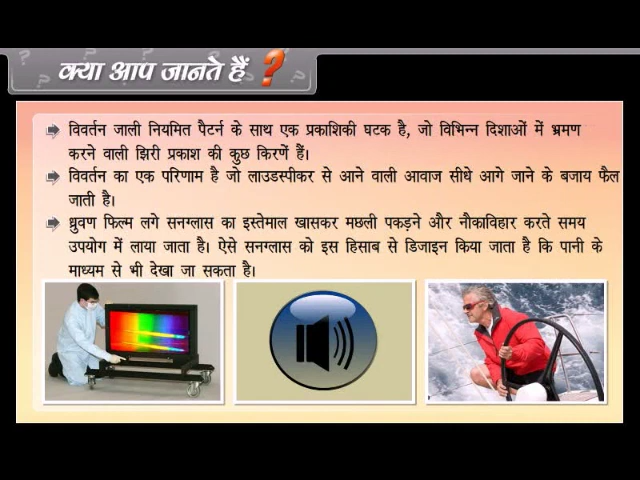 क्या आप जानते हैं ?
विवर्तन जाली नियमित पैटर्न के साथ एक प्रकाशिकी घटक है, जो विभिन्न दिशाओं में भ्रमण
करने वाली झिरी प्रकाश की कुछ किरणें हैं।
विवर्तन का एक परिणाम है जो लाउडस्पीकर से आने वाली आवाज सीधे आगे जाने के बजाय फैल
जाती है।
ध्रुवण फिल्म लगे सनग्लास का इस्तेमाल खासकर मछली पकड़ने और नौकाविहार करते समय
उपयोग में लाया जाता है। ऐसे सनग्लास को इस हिसाब से डिजाइन किया जाता है कि पानी के
माध्यम से भी देखा जा सकता है।